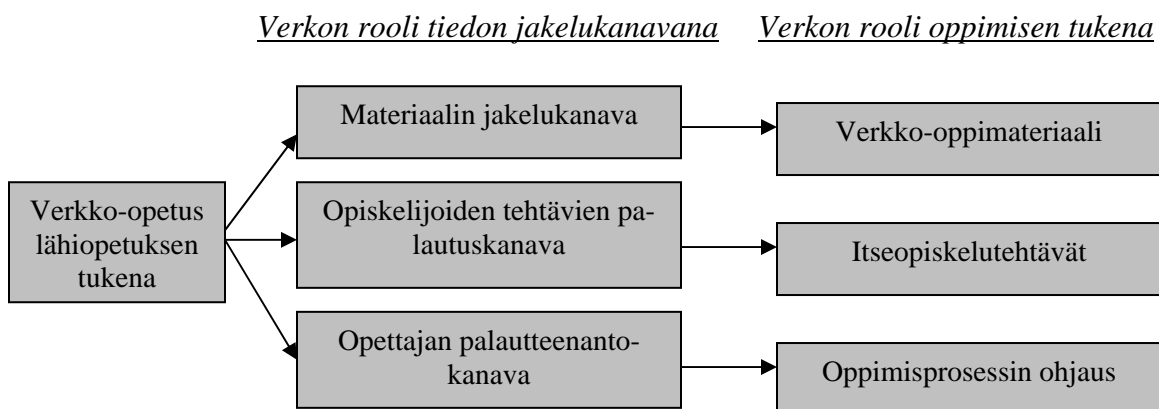 Verkon rooli tiedon jakelukanavana
Verkon rooli oppimisen tukena
Verkko-opetus
lähiopetuksen
tukena
Materiaalin jakelukanava
Opiskelijoiden tehtävien pa-
lautuskanava
Opettajan palautteenanto-
kanava
Verkko-oppimateriaali
Itseopiskelutehtävät
Oppimisprosessin ohjaus